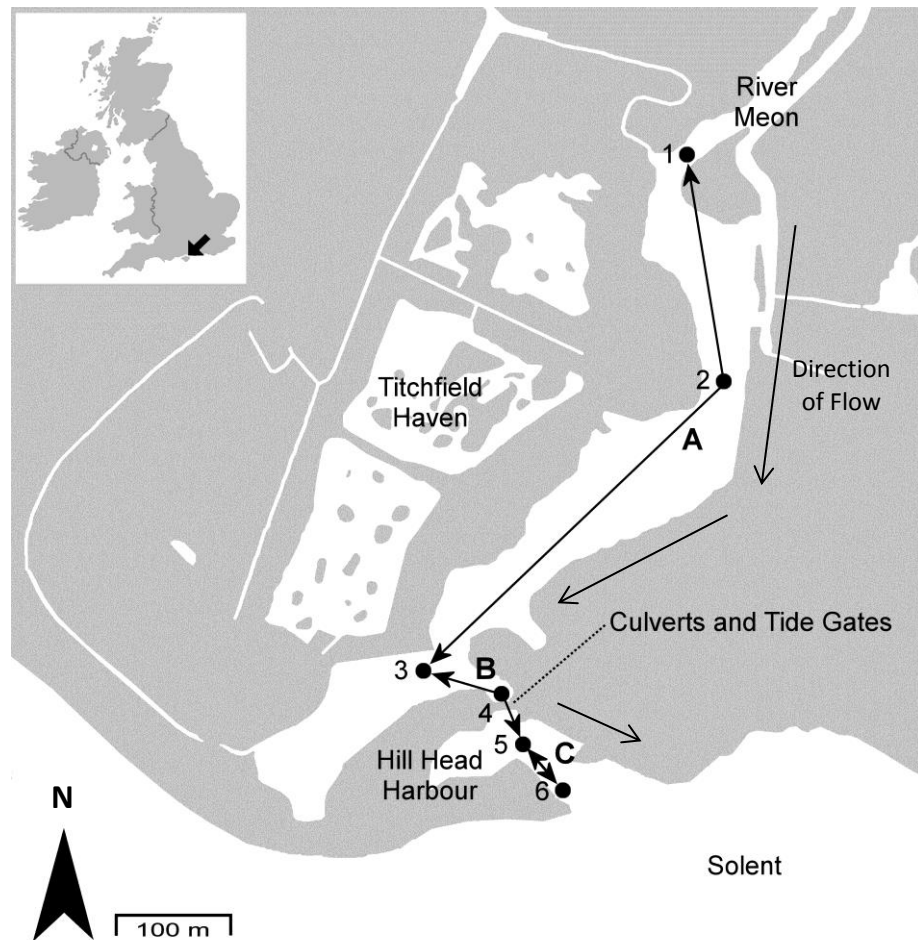 River
Meon
1
2
A
Direction
of Flow
Titchfield
Haven
Culverts and Tide Gates
3
B
4
5
C
6
Hill Head
Harbour
N
Solent
100 m